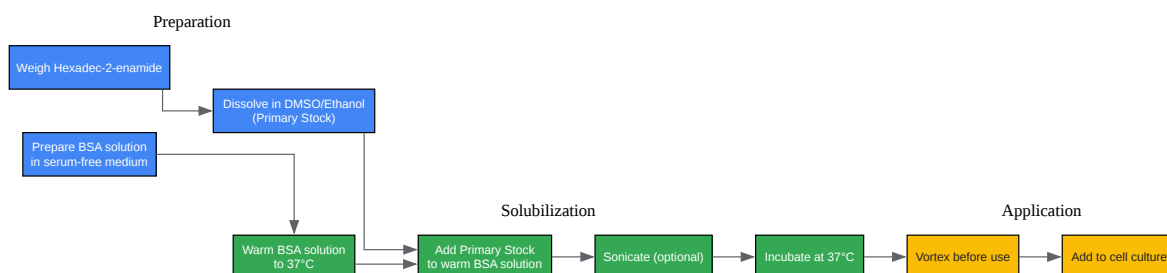 Preparation
Weigh Hexadec-2-enamide
Dissolve in DMSO/Ethanol
(Primary Stock)
Prepare BSA solution
in serum-free medium
Solubilization
Application
Warm BSA solution
to 37°C
Add Primary Stock
to warm BSA solution
Sonicate (optional)
Incubate at 37°C
Vortex before use
Add to cell culture